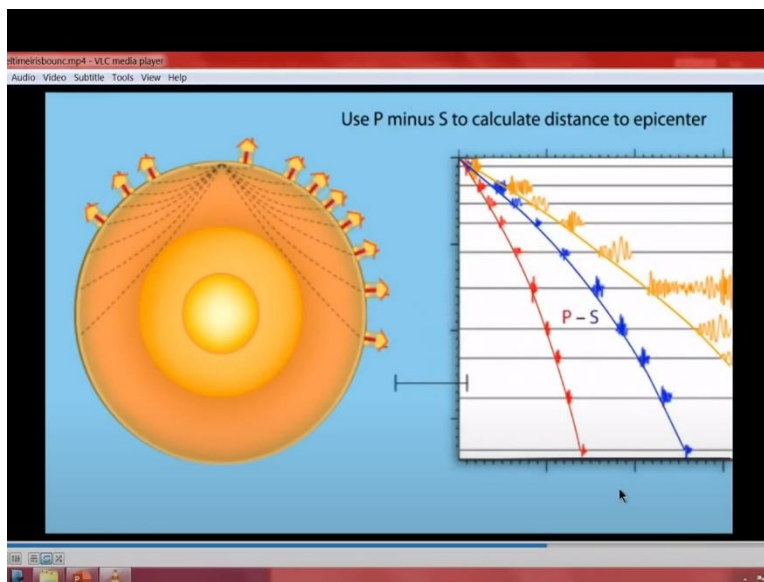 eltimeirisbounc.mp4 - VLC media player
Audio Video Subtitle Tools View Help
Use P minus S to calculate distance to epicenter
P – S